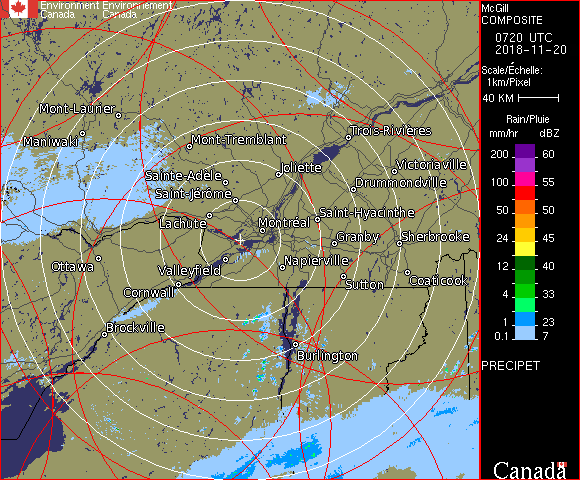 Environment Environnement
Canada Canada
McGill
COMPOSITE
0720 UTC
2018-11-20
Scale/Échelle:
1km/Pixel
40 KM
Rain/Pluie
mm/hr dBZ
200 60
100 55
50 50
24 45
12 40
4 33
1 23
0.1 7
PRECIPET
Canada
Mont-Laurier
Maniwaki
Mont-Tremblant
Trois-Rivières
Sainte-Adèle
Joliette
Victoriaville
Saint-Jérôme
Drummondville
Lachute
Montréal
Saint-Hyacinthe
Granby
Sherbrooke
Ottawa
Valleyfield
Napierville
Cornwall
Sutton
Coaticook
Brockville
Burlington